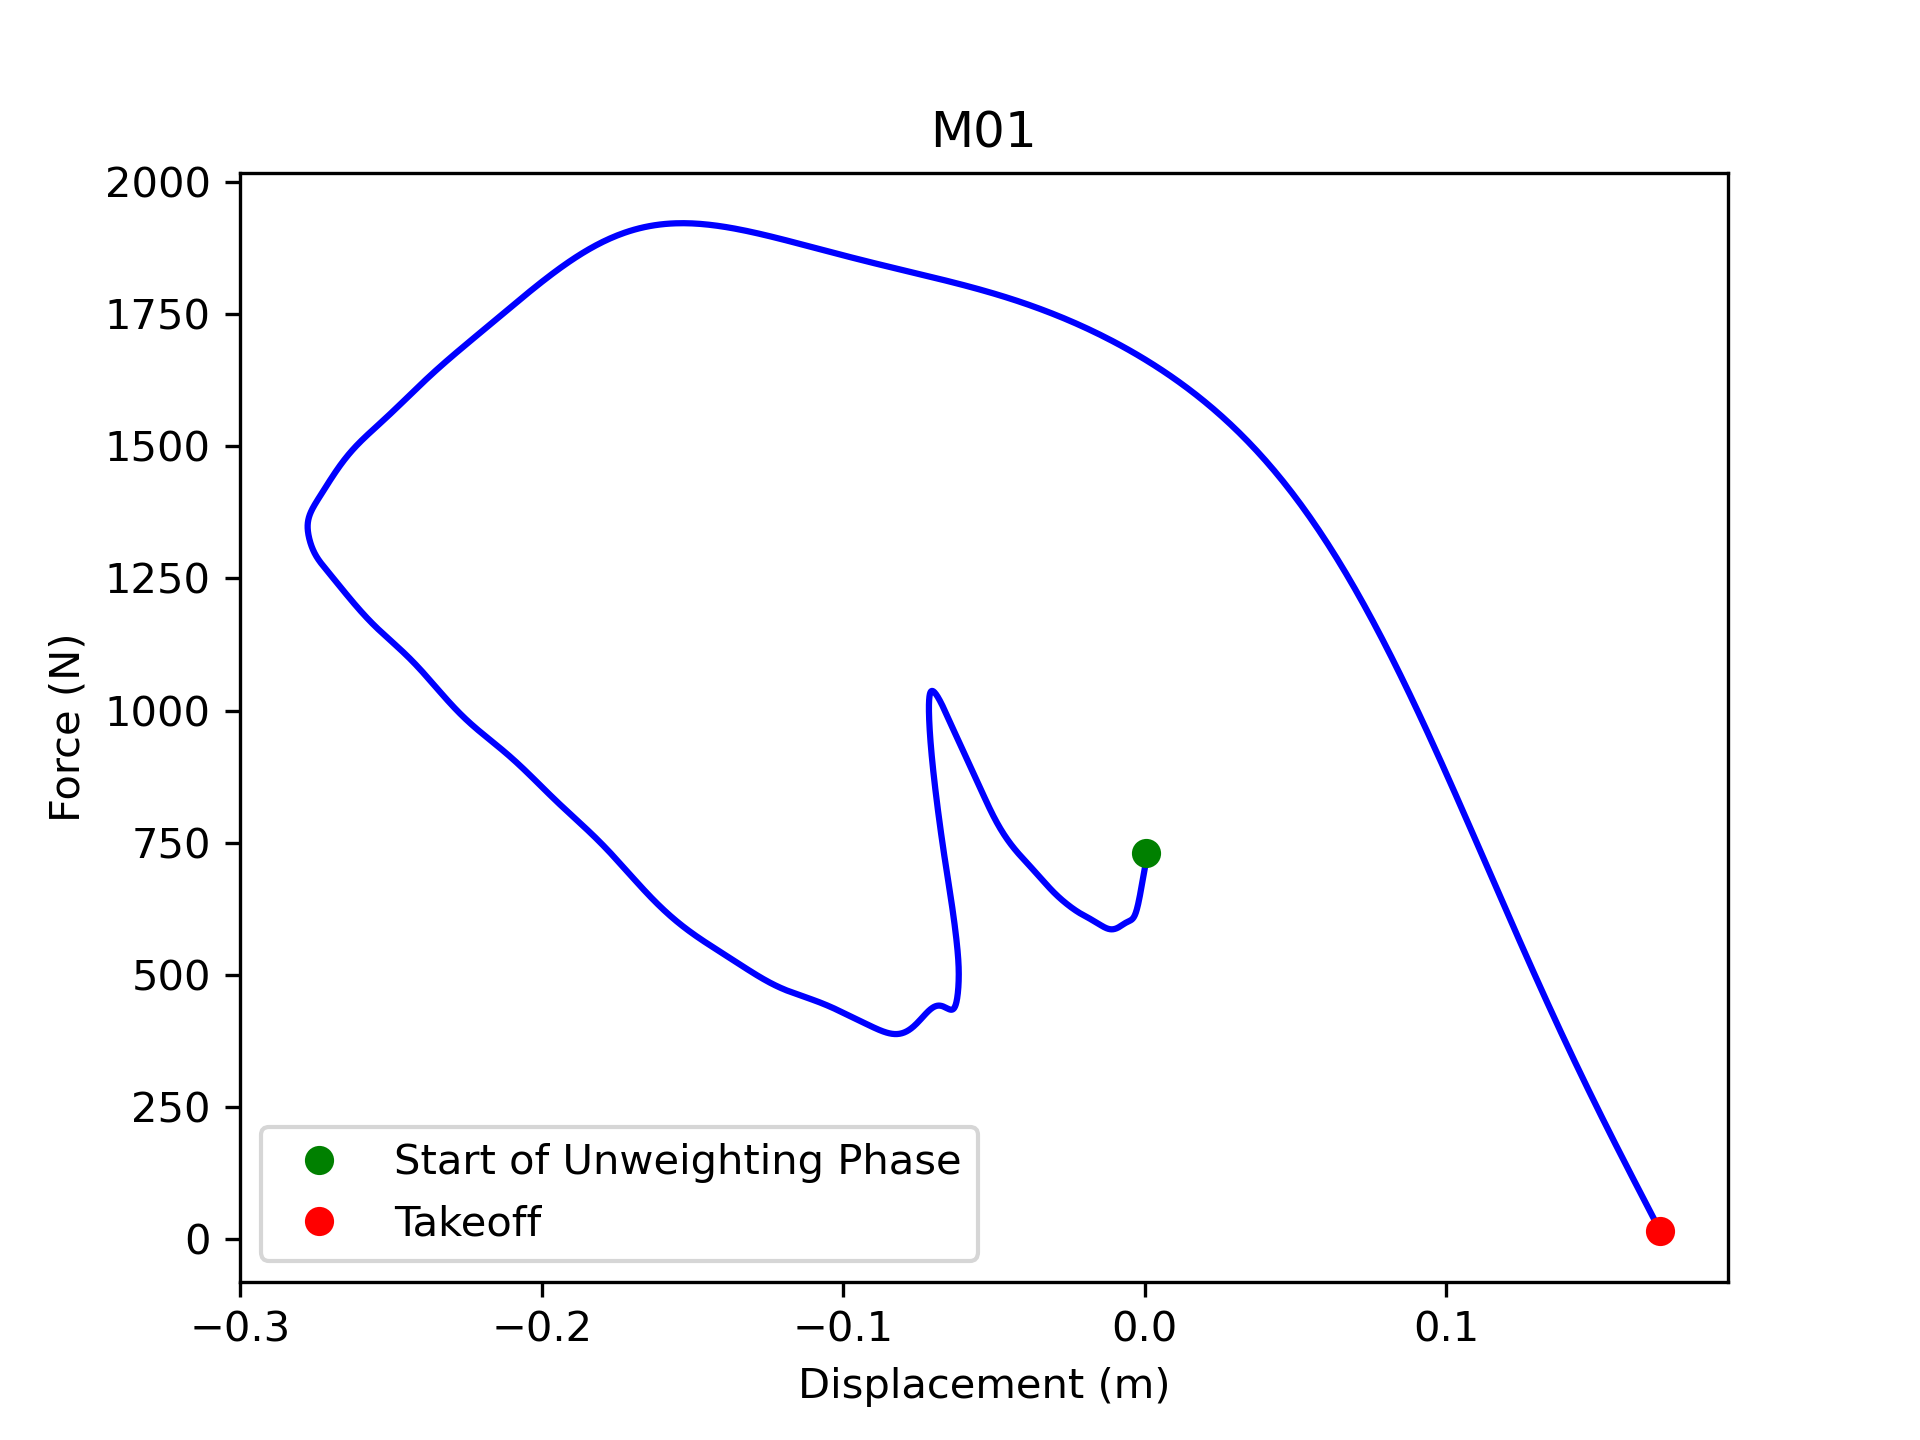 M01
2000
1750
1500
1250
1000
750
500
250
0
Force (N)
Start of Unweighting Phase
Takeoff
−0.3 −0.2 −0.1 0.0 0.1
Displacement (m)